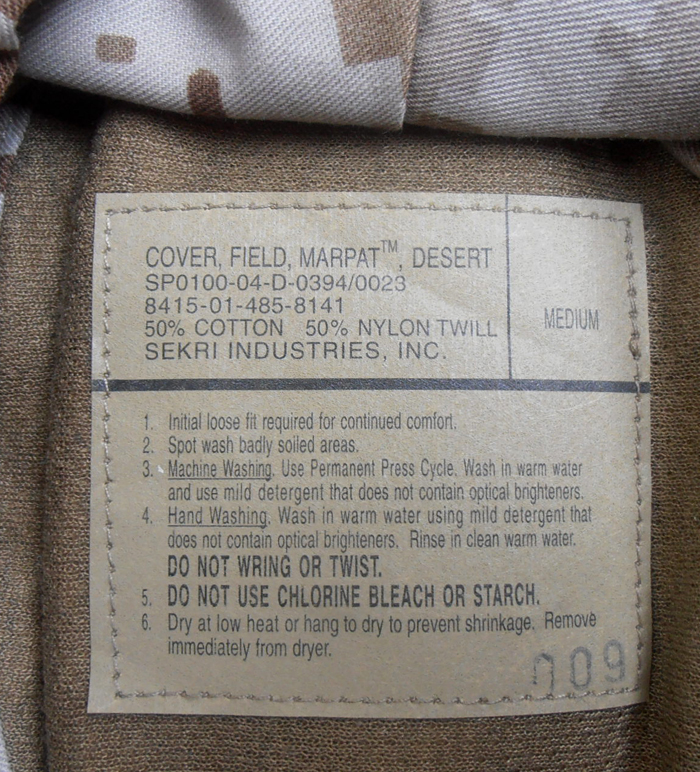 COVER, FIELD, MARPAT™, DESERT
SP0100-04-D-0394/0023
8415-01-485-8141
50% COTTON 50% NYLON TWILL
SEKRI INDUSTRIES, INC.
MEDIUM
1. Initial loose fit required for continued comfort.
2. Spot wash badly soiled areas.
3. Machine Washing. Use Permanent Press Cycle. Wash in warm water
and use mild detergent that does not contain optical brighteners.
4. Hand Washing. Wash in warm water using mild detergent that
does not contain optical brighteners. Rinse in clean warm water.
DO NOT WRING OR TWIST.
5. DO NOT USE CHLORINE BLEACH OR STARCH.
6. Dry at low heat or hang to dry to prevent shrinkage. Remove
immediately from dryer.